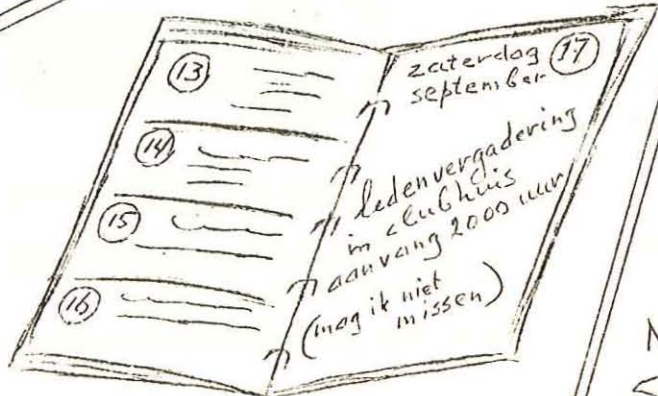 13
14
15
16
zaterdag 17
september
ledenvergadering
in clubhuis
aanvang 2000 uur
(mag ik niet
missen)